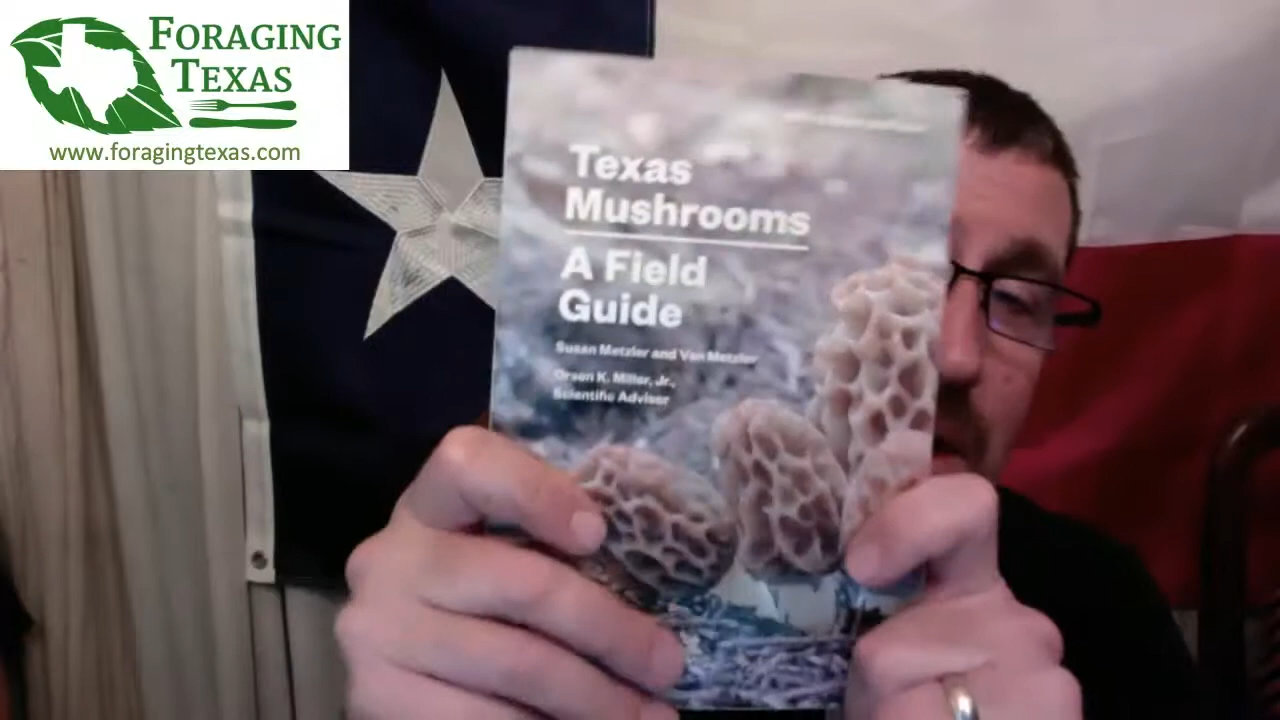 FORAGING
TEXAS
www.foragingtexas.com
Texas
Mushrooms
A Field
Guide
Susan Metzler and Van Metzler
Orson K. Miller, Jr.,
Scientific Adviser